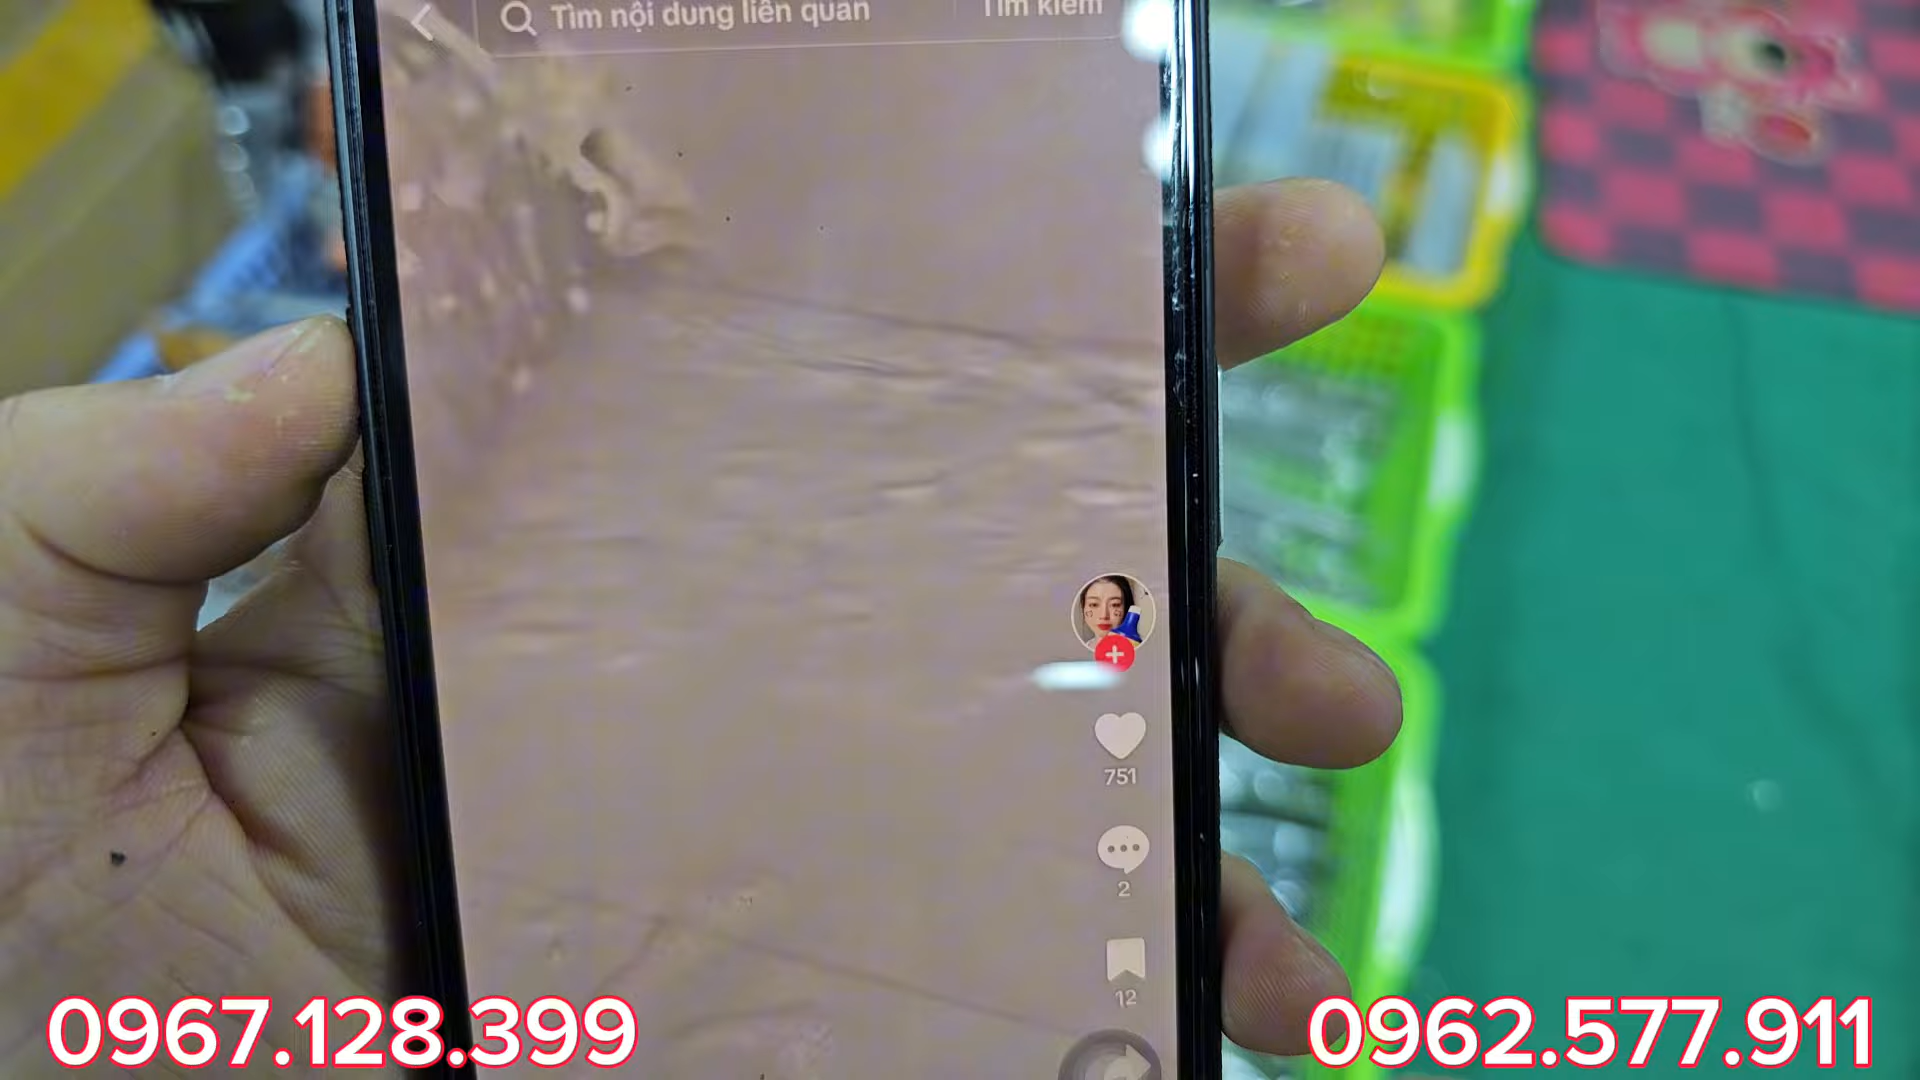 Tìm nội dung liên quan
Tìm kiếm
751
2
12
0967.128.399
0962.577.911